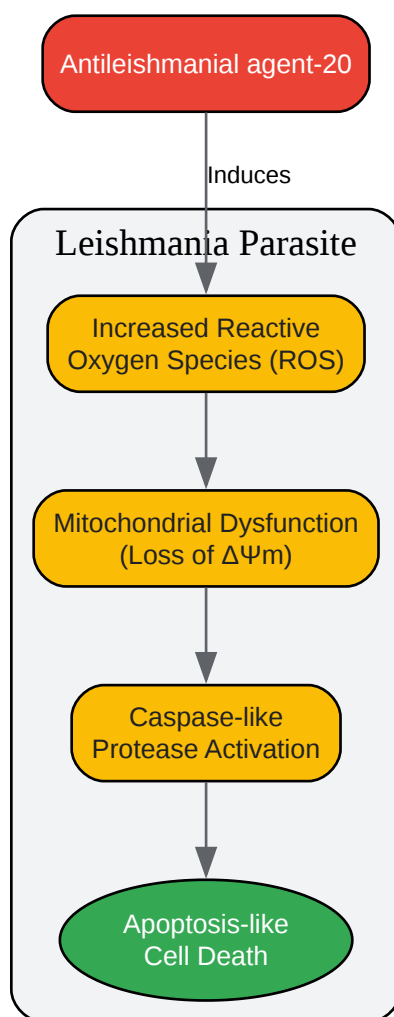 Antileishmanial agent-20
Induces
Leishmania Parasite
Increased Reactive
Oxygen Species (ROS)
Mitochondrial Dysfunction
(Loss of ΔΨm)
Caspase-like
Protease Activation
Apoptosis-like
Cell Death